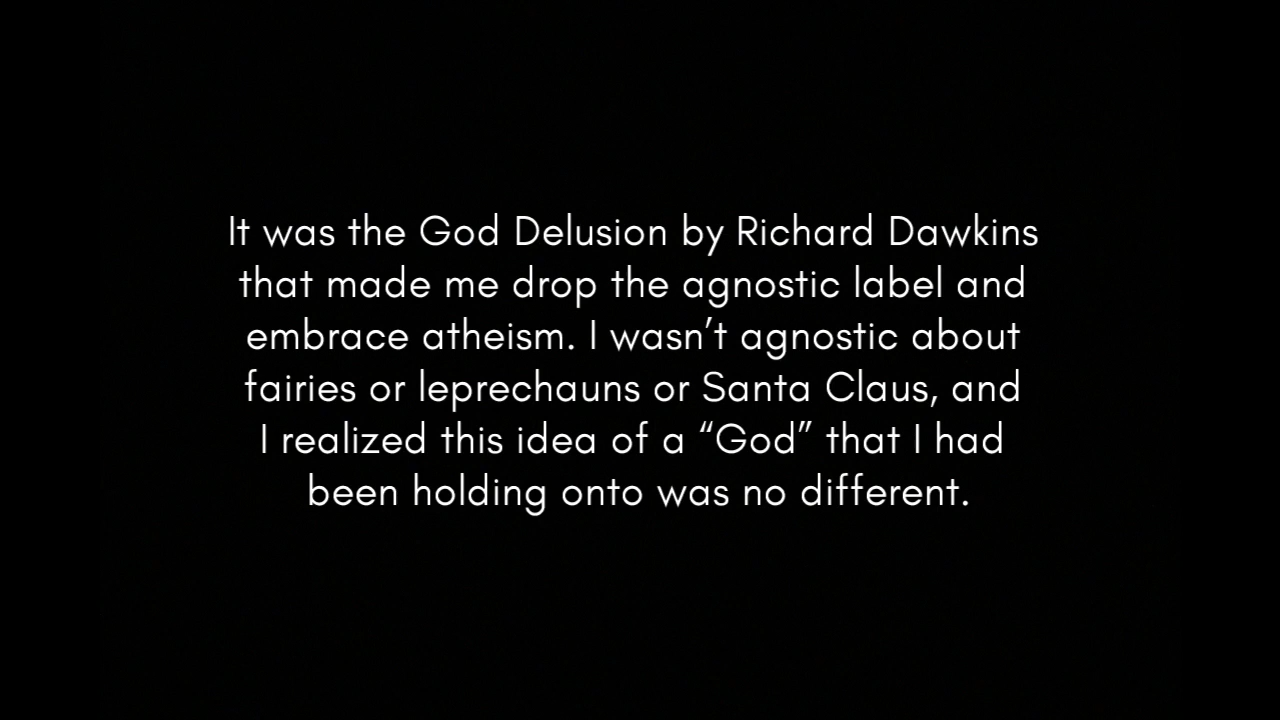 It was the God Delusion by Richard Dawkins
that made me drop the agnostic label and
embrace atheism. I wasn’t agnostic about
fairies or leprechauns or Santa Claus, and
I realized this idea of a “God” that I had
been holding onto was no different.